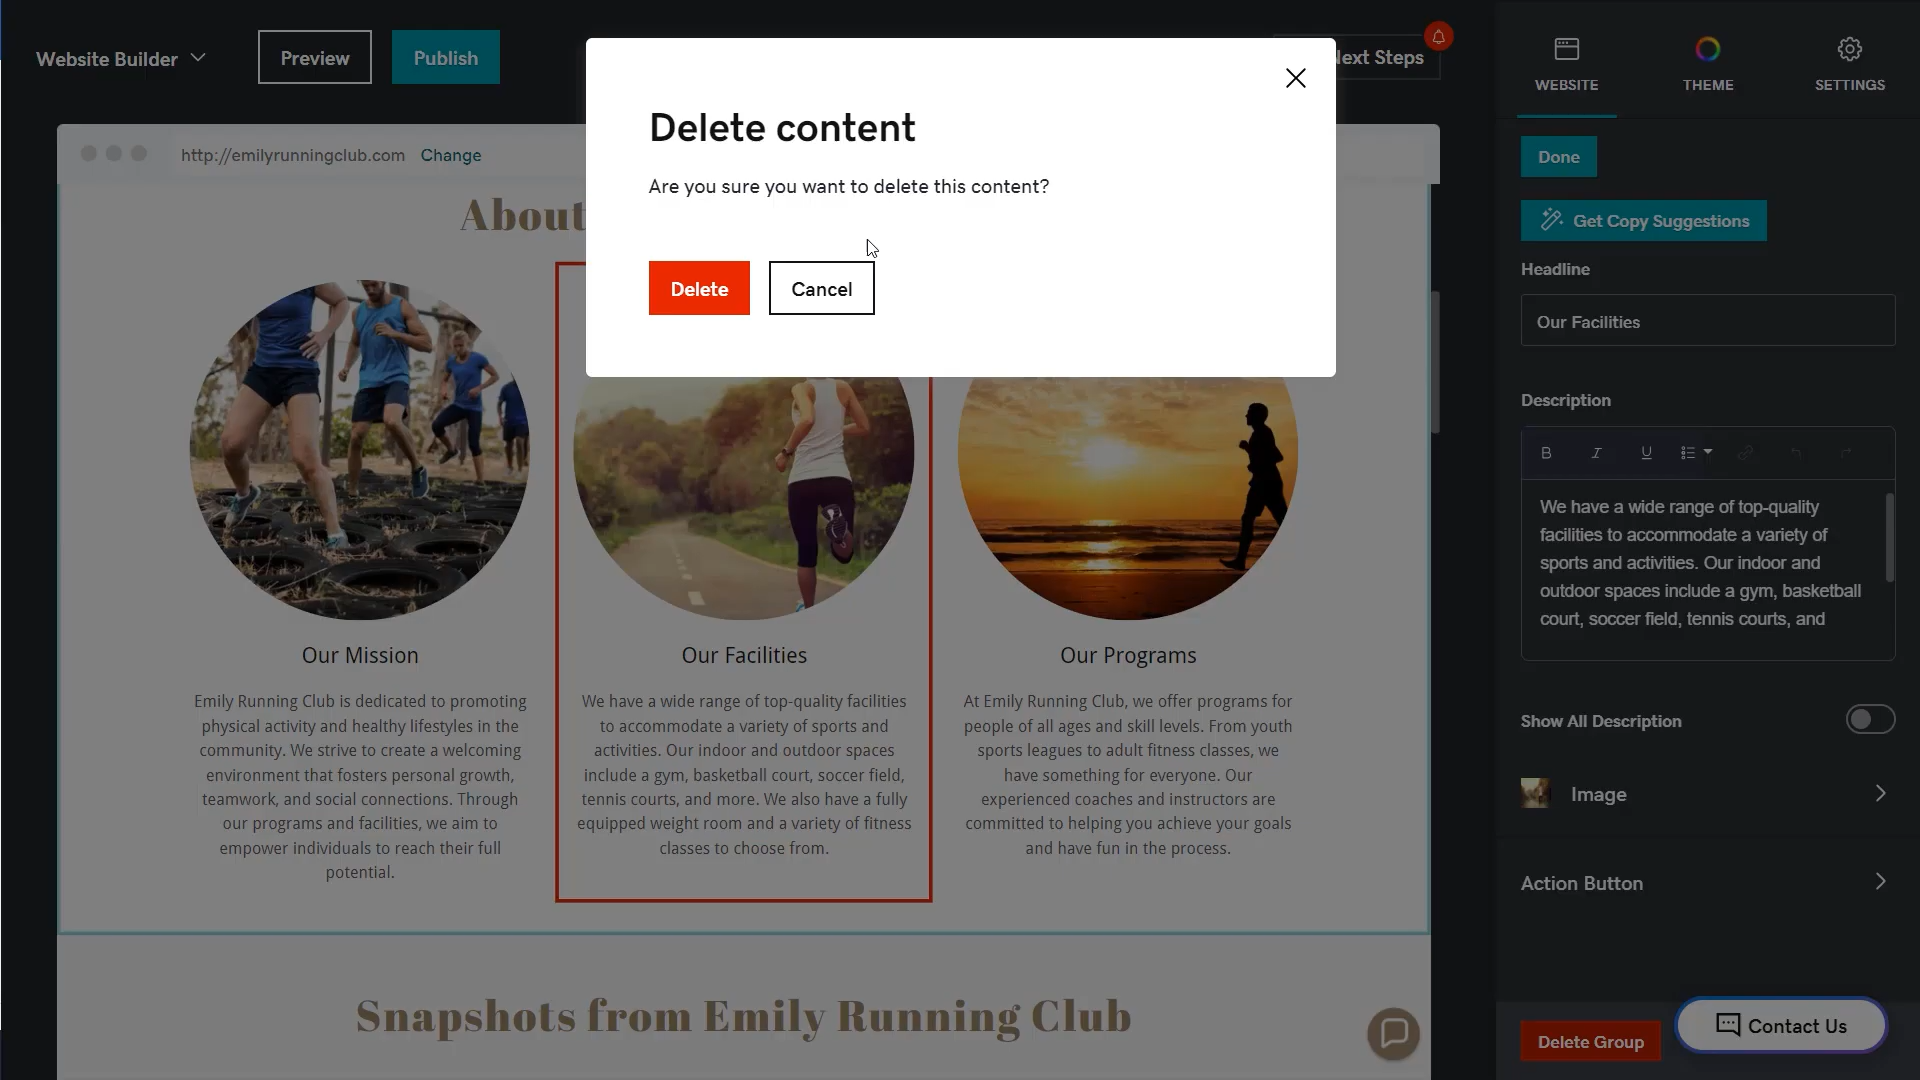 Website Builder
Preview
Publish
Next Steps
WEBSITE
THEME
SETTINGS
http://emilyrunningclub.com Change
Delete content
Are you sure you want to delete this content?
Delete
Cancel
About
Our Mission
Emily Running Club is dedicated to promoting
physical activity and healthy lifestyles in the
community. We strive to create a welcoming
environment that fosters personal growth,
teamwork, and social connections. Through
our programs and facilities, we aim to
empower individuals to reach their full
potential.
Our Facilities
We have a wide range of top-quality facilities
to accommodate a variety of sports and
activities. Our indoor and outdoor spaces
include a gym, basketball court, soccer field,
tennis courts, and more. We also have a fully
equipped weight room and a variety of fitness
classes to choose from.
Our Programs
At Emily Running Club, we offer programs for
people of all ages and skill levels. From youth
sports leagues to adult fitness classes, we
have something for everyone. Our
experienced coaches and instructors are
committed to helping you achieve your goals
and have fun in the process.
Snapshots from Emily Running Club
Done
Get Copy Suggestions
Headline
Our Facilities
Description
B I U
We have a wide range of top-quality
facilities to accommodate a variety of
sports and activities. Our indoor and
outdoor spaces include a gym, basketball
court, soccer field, tennis courts, and
Show All Description
Image
Action Button
Delete Group
Contact Us